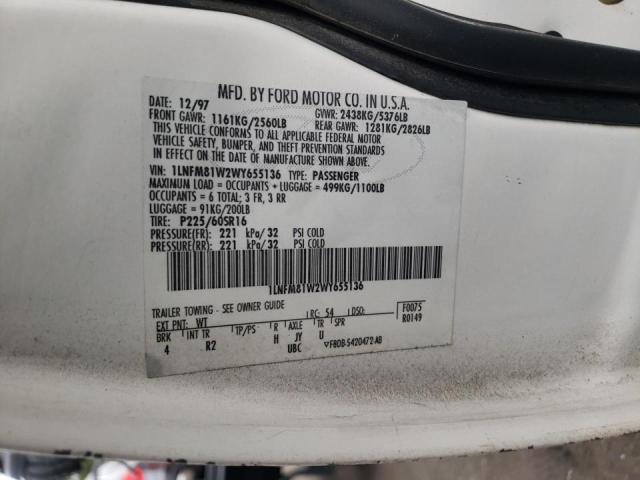 MFD. BY FORD MOTOR CO. IN U.S.A.
DATE: 12/97 GVWR: 2438KG/5376LB
FRONT GAWR: 1161KG/2560LB REAR GAWR: 1281KG/2826LB
THIS VEHICLE CONFORMS TO ALL APPLICABLE FEDERAL MOTOR
VEHICLE SAFETY, BUMPER, AND THEFT PREVENTION STANDARDS
IN EFFECT ON THE DATE OF MANUFACTURE SHOWN ABOVE.
VIN: 1LNFM81W2WY655136 TYPE: PASSENGER
MAXIMUM LOAD = OCCUPANTS + LUGGAGE = 499KG/1100LB
OCCUPANTS = 6 TOTAL; 3 FR, 3 RR
LUGGAGE = 91KG/200LB
TIRE: P225/60SR16
PRESSURE(FR): 221 kPa/32 PSI COLD
PRESSURE(RR): 221 kPa/32 PSI COLD
1LNFM81W2WY655136
TRAILER TOWING - SEE OWNER GUIDE
EXT PNT: WT RC: 54 DSO: F0075
BRK INT TR TP/PS R AXLE TR SPR R0149
4 R2 H JY U
UBC F80B-5420472-AB